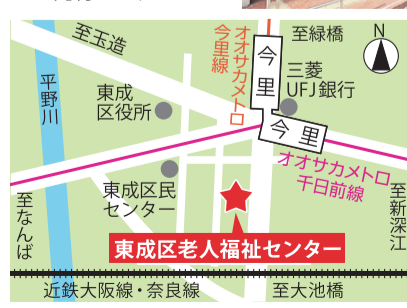 至玉造
オオサカメトロ
今里線
今里
至緑橋
N
三菱
UFJ銀行
平野川
東成
区役所
今里
オオサカメトロ
千日前線
東成区民
センター
至なんば
至新深江
東成区老人福祉センター
近鉄大阪線・奈良線
至大池橋